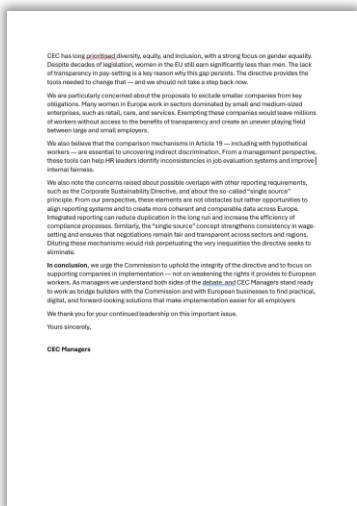 CEC has long prioritised diversity, equity, and inclusion, with a strong focus on gender equality.
Despite decades of legislation, women in the EU still earn significantly less than men. The lack
of transparency in pay-setting is a key reason why this gap persists. The directive provides the
tools needed to change that — and we should not take a step back now.
We are particularly concerned about the proposals to exclude smaller companies from key
obligations. Many women in Europe work in sectors dominated by small and medium-sized
enterprises, such as retail, care, and services. Exempting these companies would leave millions
of workers without access to the benefits of transparency and create an uneven playing field
between large and small employers.
We also believe that the comparison mechanisms in Article 19 — including with hypothetical
workers — are essential to uncovering indirect discrimination. From a management perspective,
these tools can help HR leaders identify inconsistencies in job evaluation systems and improve
internal fairness.
We also note the concerns raised about possible overlaps with other reporting requirements,
such as the Corporate Sustainability Directive, and about the so-called “single source”
principle. From our perspective, these elements are not obstacles but rather opportunities to
align reporting systems and to create more coherent and comparable data across Europe.
Integrated reporting can reduce duplication in the long run and increase the efficiency of
compliance processes. Similarly, the “single source” concept strengthens consistency in wage-
setting and ensures that negotiations remain fair and transparent across sectors and regions.
Diluting these mechanisms would risk perpetuating the very inequalities the directive seeks to
eliminate.
In conclusion, we urge the Commission to uphold the integrity of the directive and to focus on
supporting companies in implementation — not on weakening the rights it provides to European
workers. As managers we understand both sides of the debate and CEC Managers stand ready
to work as bridge builders with the Commission and with European businesses to find practical,
digital, and forward-looking solutions that make implementation easier for all employers
We thank you for your continued leadership on this important issue.
Yours sincerely,
CEC Managers